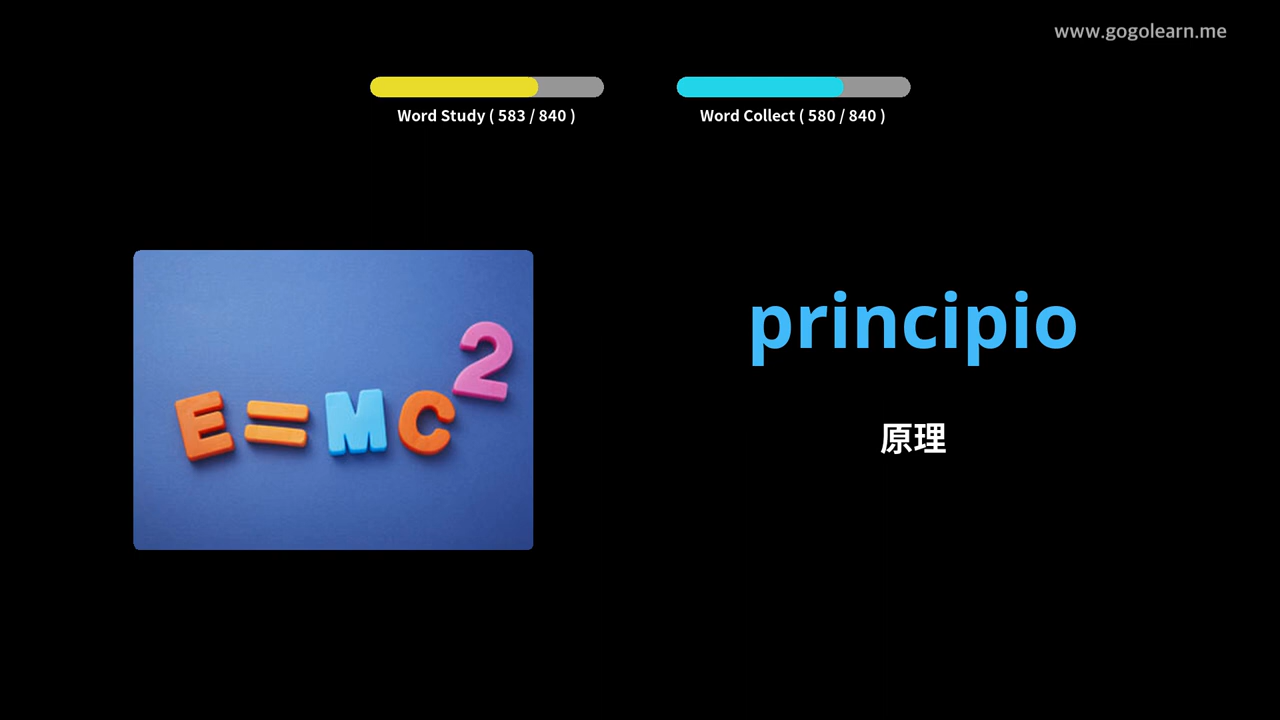 www.gogolearn.me
Word Study ( 583 / 840 )
Word Collect ( 580 / 840 )
E=MC²
principio
原理